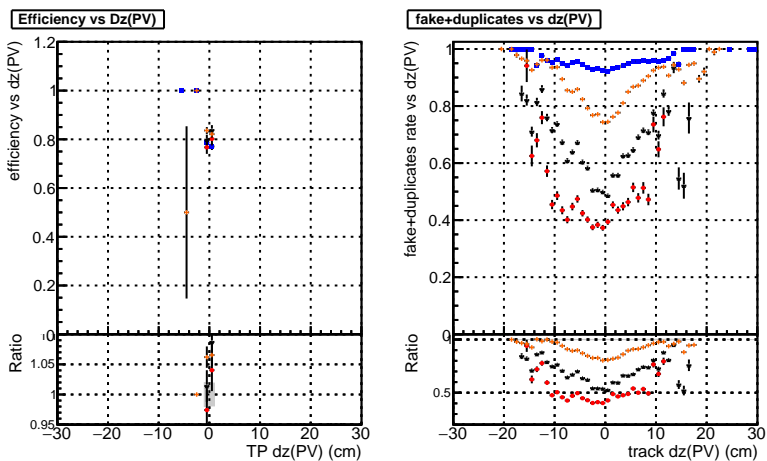 Efficiency vs Dz(PV)
efficiency vs dz(PV)
1.2
1
0.8
0.6
0.4
0.2
0
Ratio
1.05
1
0.95
−30 −20 −10 0 10 20 30
TP dz(PV) (cm)
fake+duplicates vs dz(PV)
fake+duplicates rate vs dz(PV)
1
0.8
0.6
0.4
0.2
0
Ratio
1
0.5
−30 −20 −10 0 10 20 30
track dz(PV) (cm)